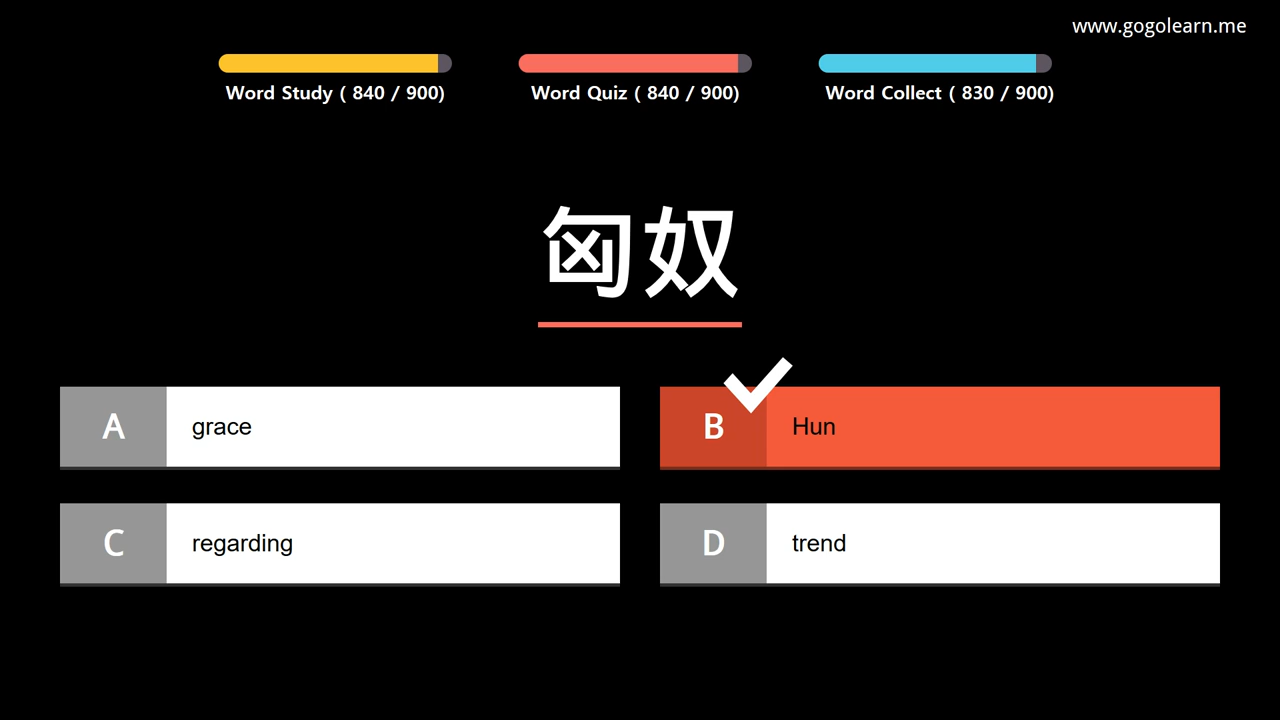 www.gogolearn.me
Word Study ( 840 / 900)
Word Quiz ( 840 / 900)
Word Collect ( 830 / 900)
匈奴
A grace
B Hun
C regarding
D trend